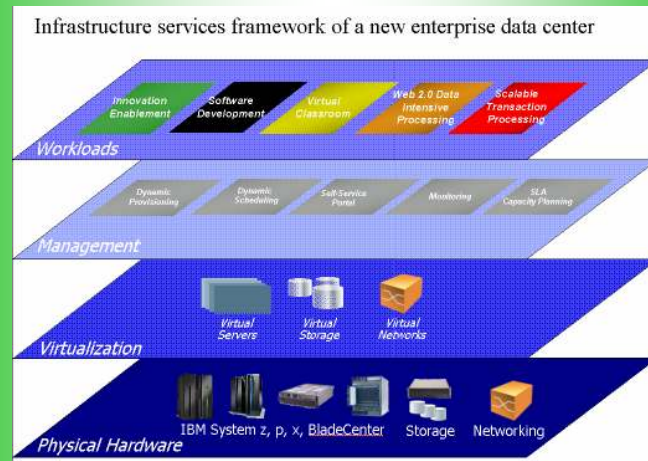 Infrastructure services framework of a new enterprise data center
Innovation
Enablement
Software
Development
Virtual
Classroom
Web 2.0 Data
Intensive
Processing
Scalable
Transaction
Processing
Workloads
Dynamic
Provisioning
Dynamic
Scheduling
Self-Service
Portal
Monitoring
SLA
Capacity Planning
Management
Virtual
Servers
Virtual
Storage
Virtual
Networks
Virtualization
IBM System z, p, x, BladeCenter
Storage
Networking
Physical Hardware